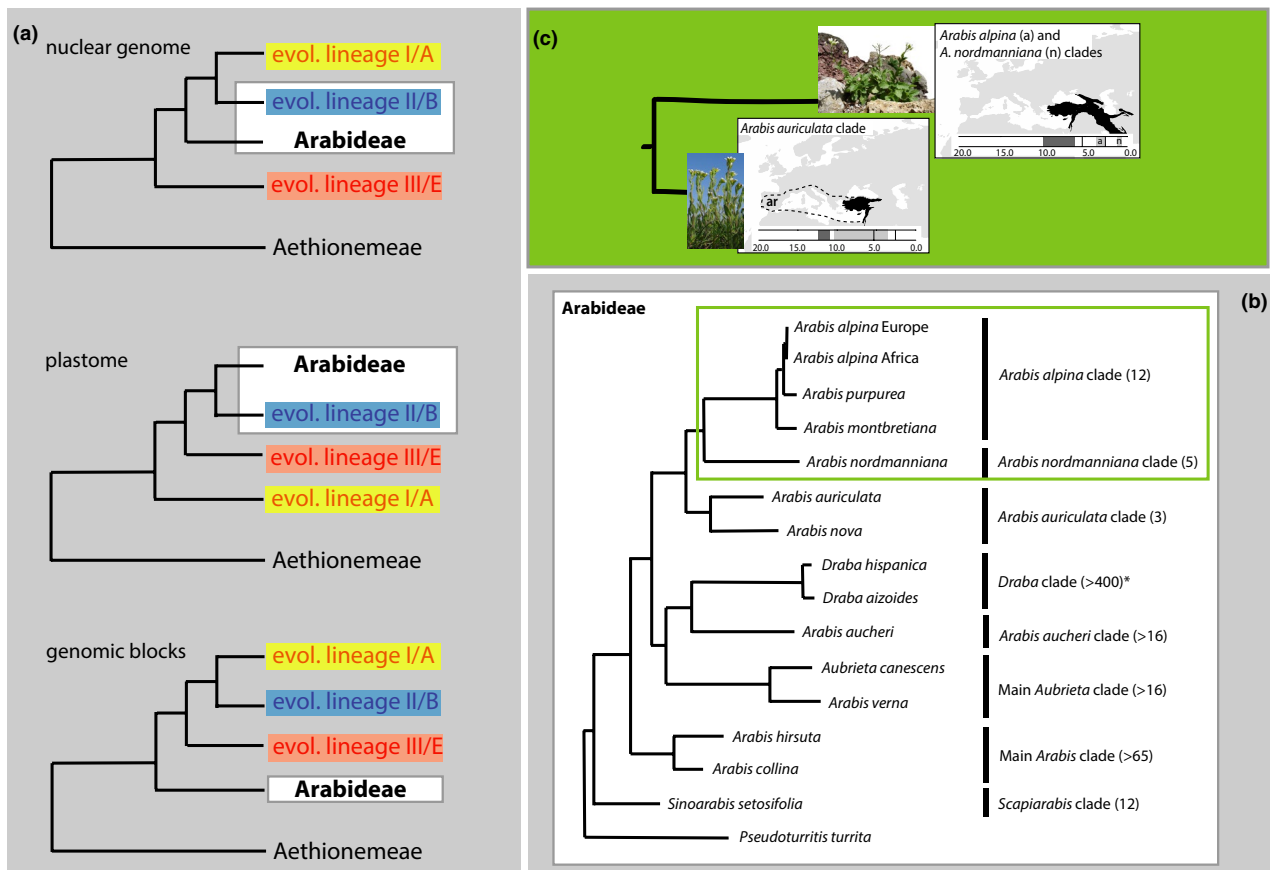 (a)
nuclear genome
evol. lineage I/A
evol. lineage II/B
Arabideae
evol. lineage III/E
Aethionemeae
plastome
Arabideae
evol. lineage II/B
evol. lineage III/E
evol. lineage I/A
Aethionemeae
genomic blocks
evol. lineage I/A
evol. lineage II/B
evol. lineage III/E
Arabideae
Aethionemeae
(c)
Arabis alpina (a) and
A. nordmanniana (n) clades
a n
20.0 15.0 10.0 5.0 0.0
Arabis auriculata clade
ar
20.0 15.0 10.0 5.0 0.0
(b)
Arabideae
Arabis alpina Europe
Arabis alpina Africa
Arabis purpurea
Arabis montbretiana
Arabis nordmanniana
Arabis auriculata
Arabis nova
Draba hispanica
Draba aizoides
Arabis aucheri
Aubrieta canescens
Arabis verna
Arabis hirsuta
Arabis collina
Sinoarabis setosifolia
Pseudoturritis turrita
Arabis alpina clade (12)
Arabis nordmanniana clade (5)
Arabis auriculata clade (3)
Draba clade (>400)*
Arabis aucheri clade (>16)
Main Aubrieta clade (>16)
Main Arabis clade (>65)
Scapiarabis clade (12)